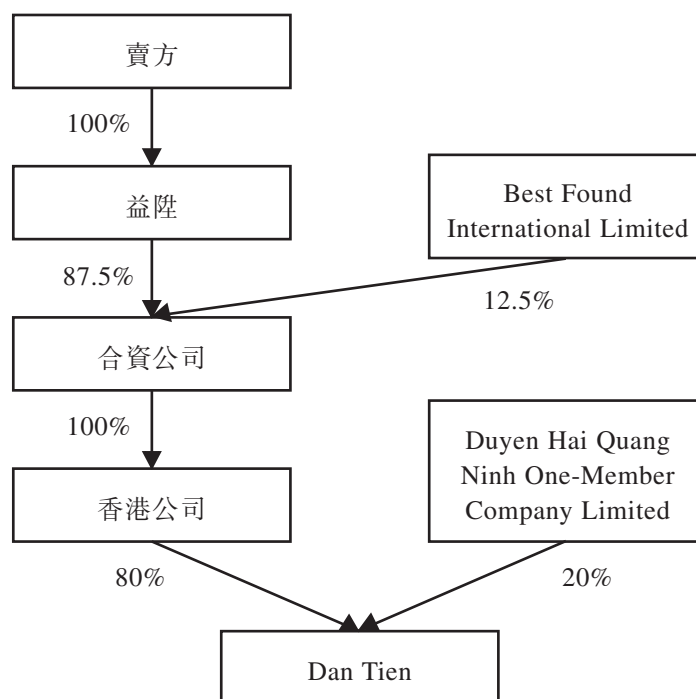 賣方
100%
益陞
Best Found
International Limited
87.5%
12.5%
合資公司
100%
Duyen Hai Quang
Ninh One-Member
Company Limited
香港公司
80%
20%
Dan Tien